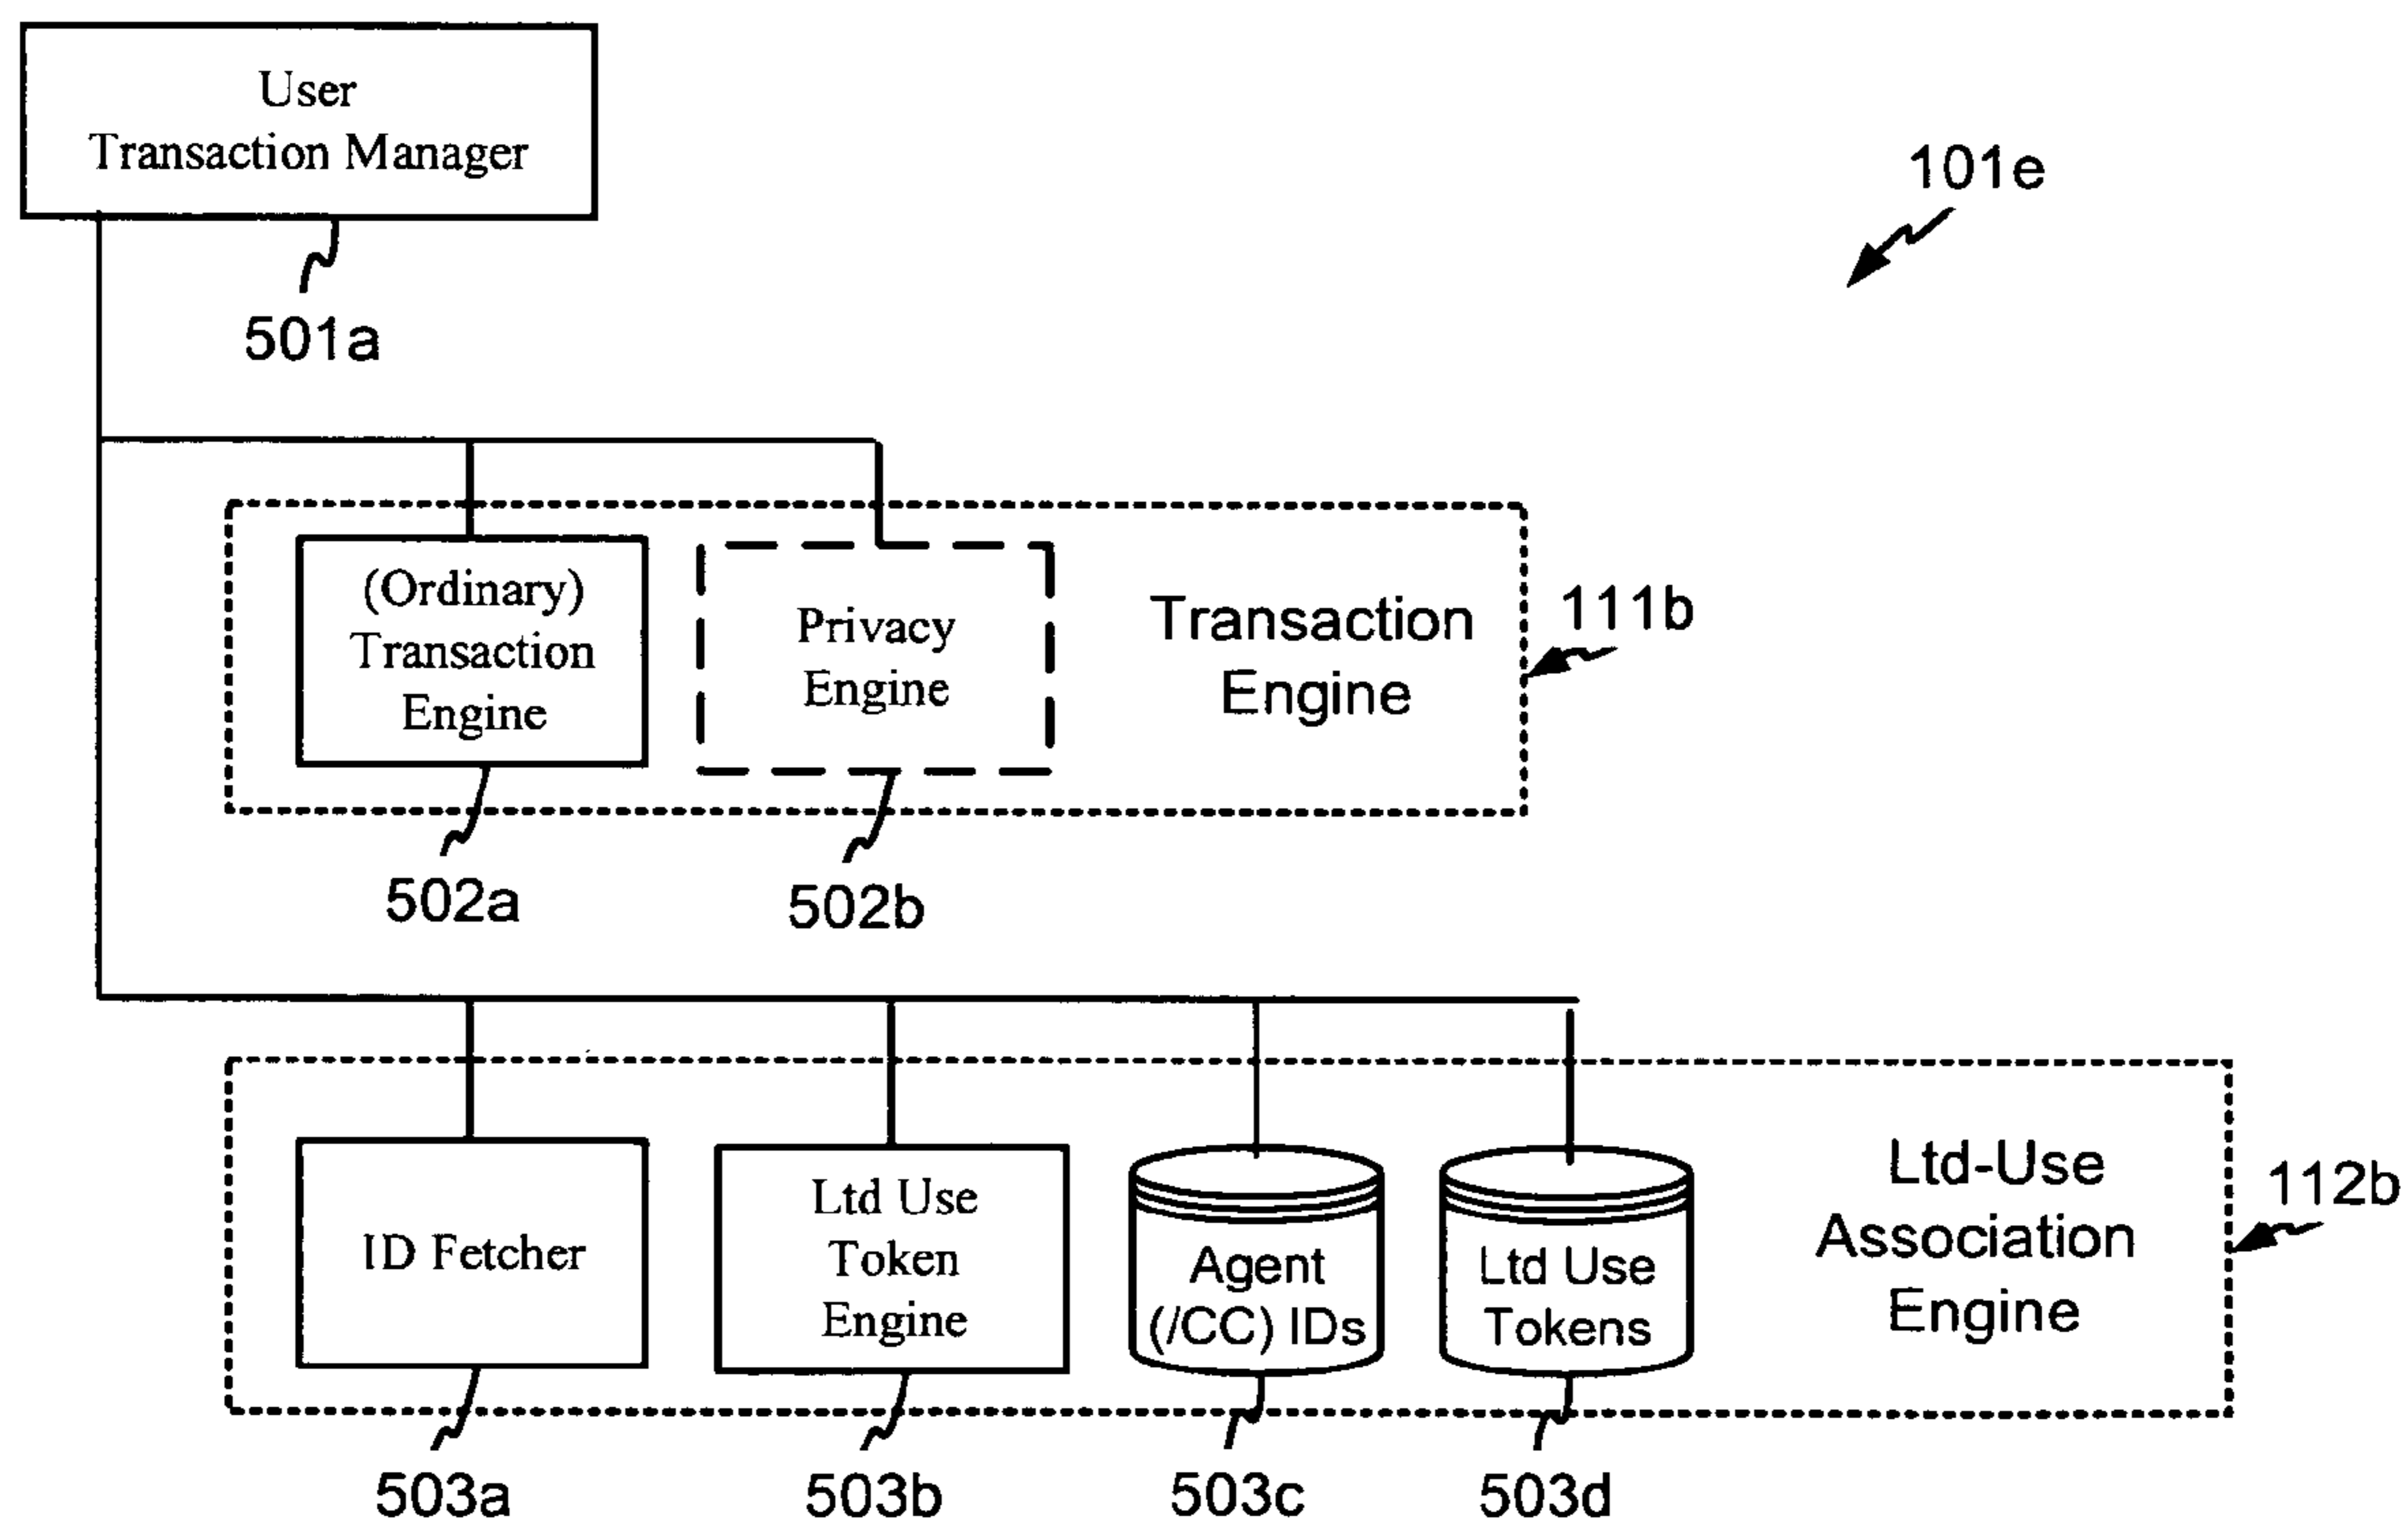 User
Transaction Manager
101e
501a
(Ordinary)
Transaction
Engine
Privacy
Engine
Transaction
Engine
111b
502a
502b
ID Fetcher
Ltd Use
Token
Engine
Agent
(/CC) IDs
Ltd Use
Tokens
Ltd-Use
Association
Engine
112b
503a
503b
503c
503d